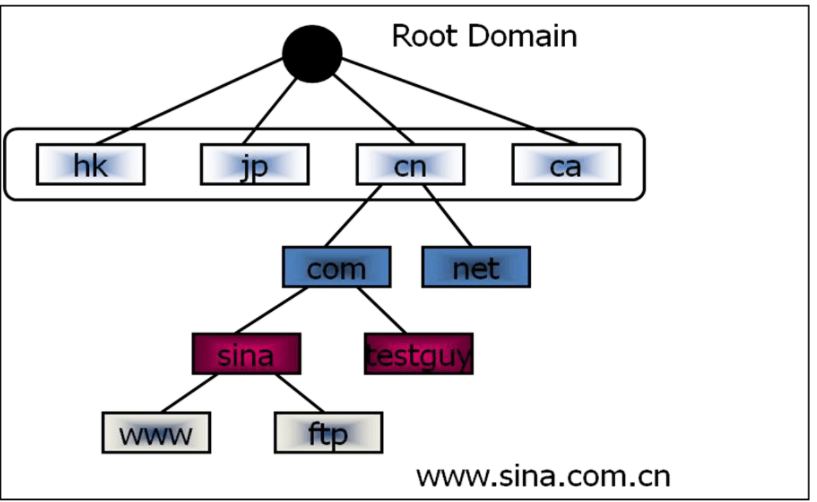 Root Domain
hk jp cn ca
com net
sina testguy
www ftp
www.sina.com.cn